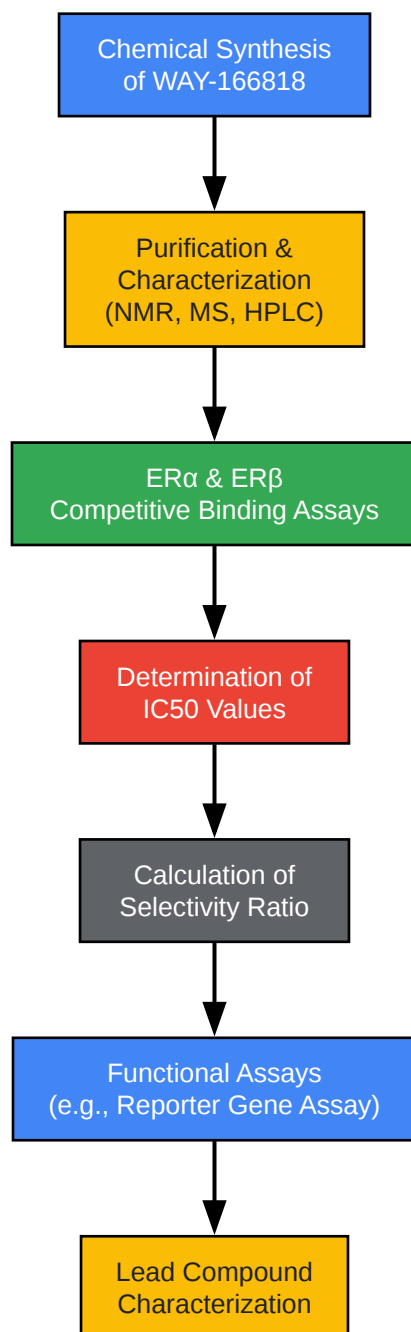 Chemical Synthesis
of WAY-166818
Purification &
Characterization
(NMR, MS, HPLC)
ERα & ERβ
Competitive Binding Assays
Determination of
IC50 Values
Calculation of
Selectivity Ratio
Functional Assays
(e.g., Reporter Gene Assay)
Lead Compound
Characterization